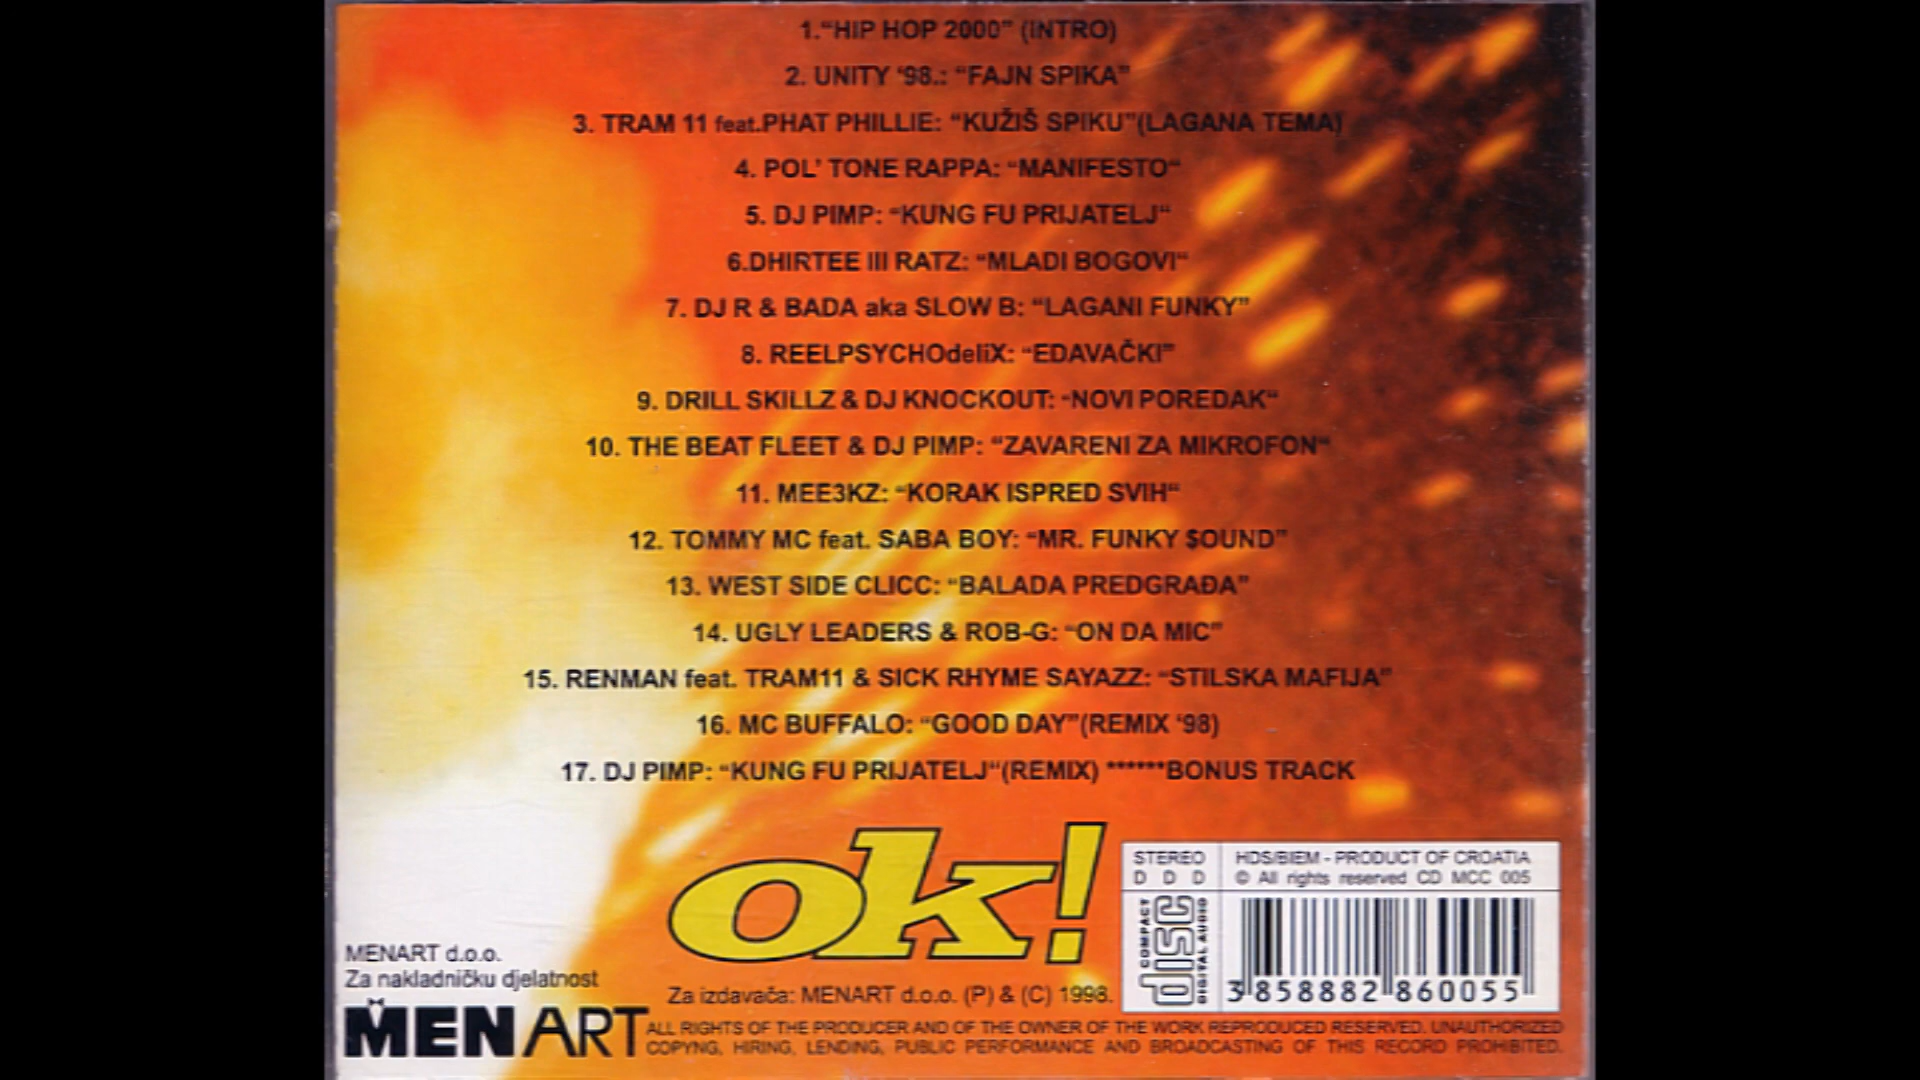 1."HIP HOP 2000" (INTRO)
2. UNITY '98.: "FAJN SPIKA"
3. TRAM 11 feat.PHAT PHILLIE: "KUŽIŠ SPIKU"(LAGANA TEMA)
4. POL' TONE RAPPA: "MANIFESTO"
5. DJ PIMP: "KUNG FU PRIJATELJ"
6.DHIRTEE III RATZ: "MLADI BOGOVI"
7. DJ R & BADA aka SLOW B: "LAGANI FUNKY"
8. REELPSYCHOdeliX: "EDAVAČKI"
9. DRILL SKILLZ & DJ KNOCKOUT: "NOVI POREDAK"
10. THE BEAT FLEET & DJ PIMP: "ZAVARENI ZA MIKROFON"
11. MEE3KZ: "KORAK ISPRED SVIH"
12. TOMMY MC feat. SABA BOY: "MR. FUNKY $OUND"
13. WEST SIDE CLICC: "BALADA PREDGRAĐA"
14. UGLY LEADERS & ROB-G: "ON DA MIC"
15. RENMAN feat. TRAM11 & SICK RHYME SAYAZZ: "STILSKA MAFIJA"
16. MC BUFFALO: "GOOD DAY"(REMIX '98)
17. DJ PIMP: "KUNG FU PRIJATELJ"(REMIX) ******BONUS TRACK
ok!
STEREO
D D D
HDS/BIEM - PRODUCT OF CROATIA
© All rights reserved CD MCC 005
COMPACT
disc
DIGITAL AUDIO
3 858882 860055
MENART d.o.o.
Za nakladničku djelatnost
MENART
Za izdavača: MENART d.o.o. (P) & (C) 1998.
ALL RIGHTS OF THE PRODUCER AND OF THE OWNER OF THE WORK REPRODUCED RESERVED. UNAUTHORIZED
COPYNG, HIRING, LENDING, PUBLIC PERFORMANCE AND BROADCASTING OF THIS RECORD PROHIBITED.